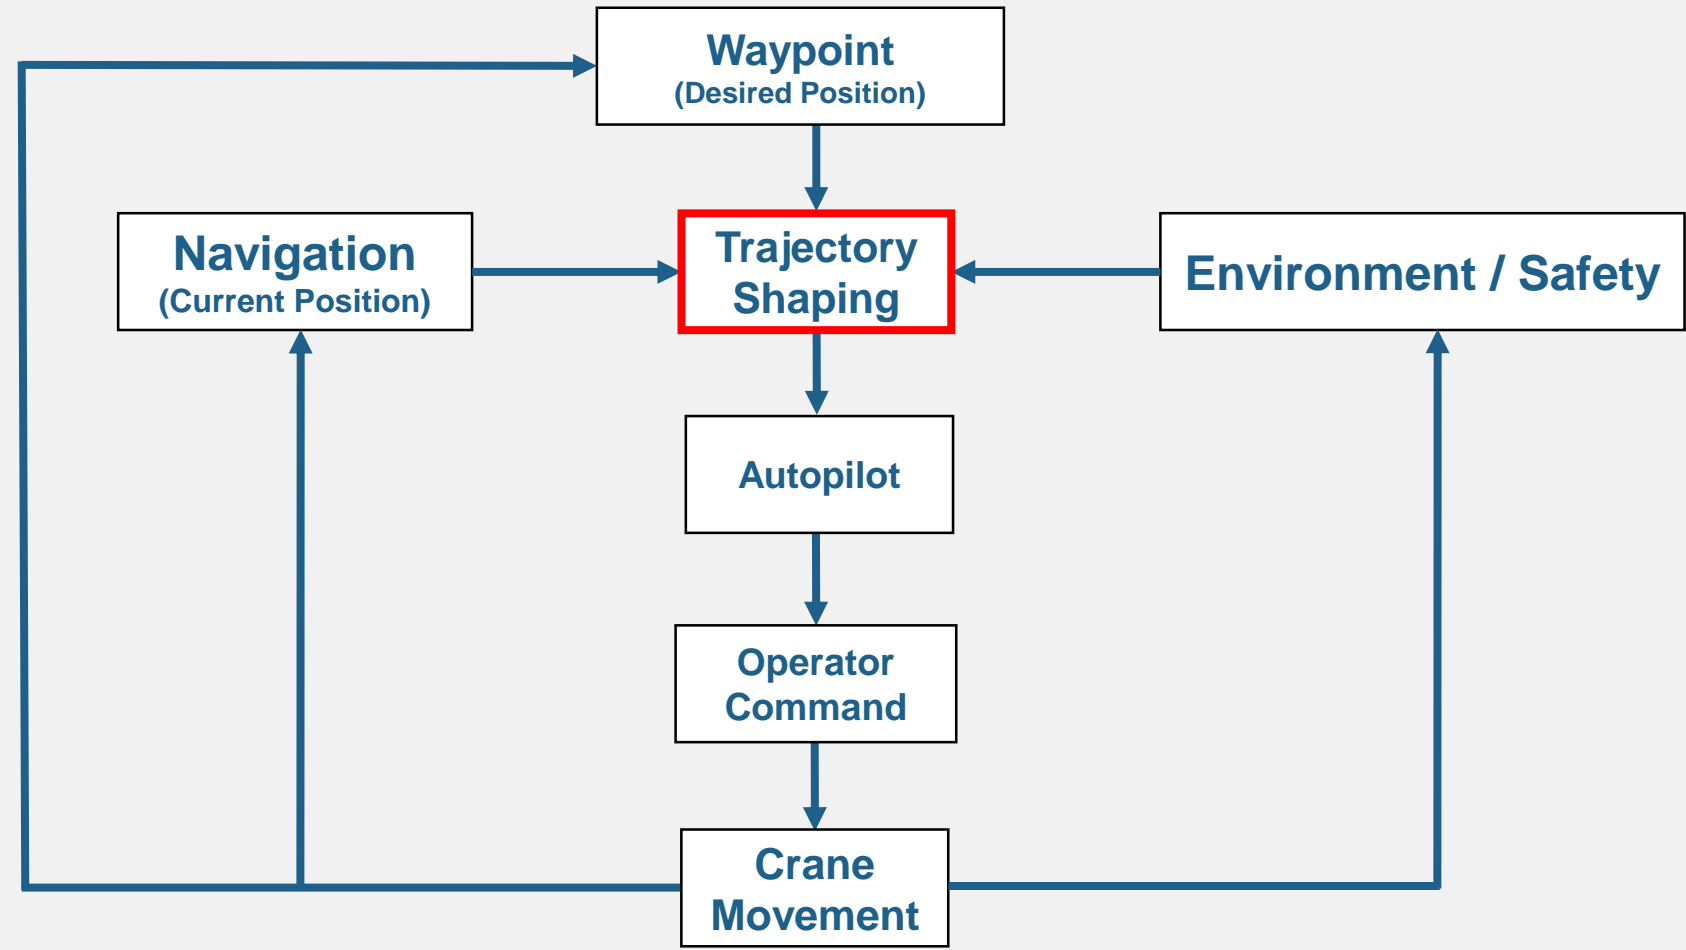 Waypoint
(Desired Position)
Navigation
(Current Position)
Trajectory
Shaping
Environment / Safety
Autopilot
Operator
Command
Crane
Movement